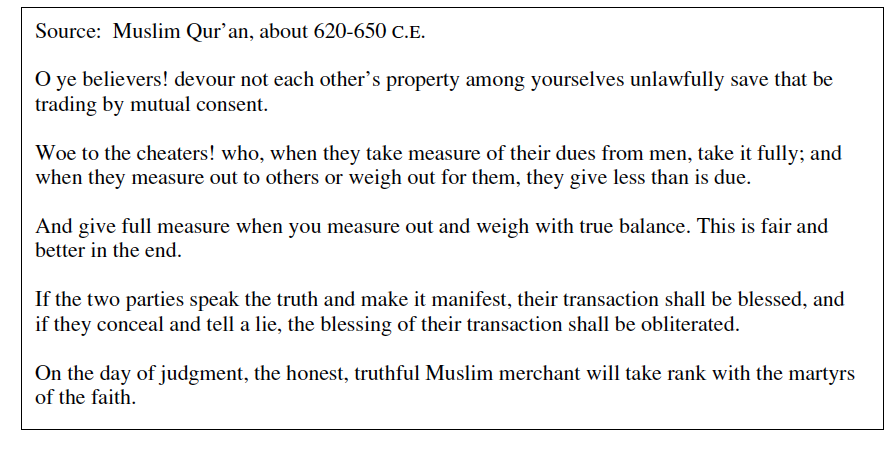 Source:  Muslim Qur’an, about 620-650 C.E.
O ye believers! devour not each other’s property among yourselves unlawfully save that be
trading by mutual consent.
Woe to the cheaters! who, when they take measure of their dues from men, take it fully; and
when they measure out to others or weigh out for them, they give less than is due.
And give full measure when you measure out and weigh with true balance. This is fair and
better in the end.
If the two parties speak the truth and make it manifest, their transaction shall be blessed, and
if they conceal and tell a lie, the blessing of their transaction shall be obliterated.
On the day of judgment, the honest, truthful Muslim merchant will take rank with the martyrs
of the faith.